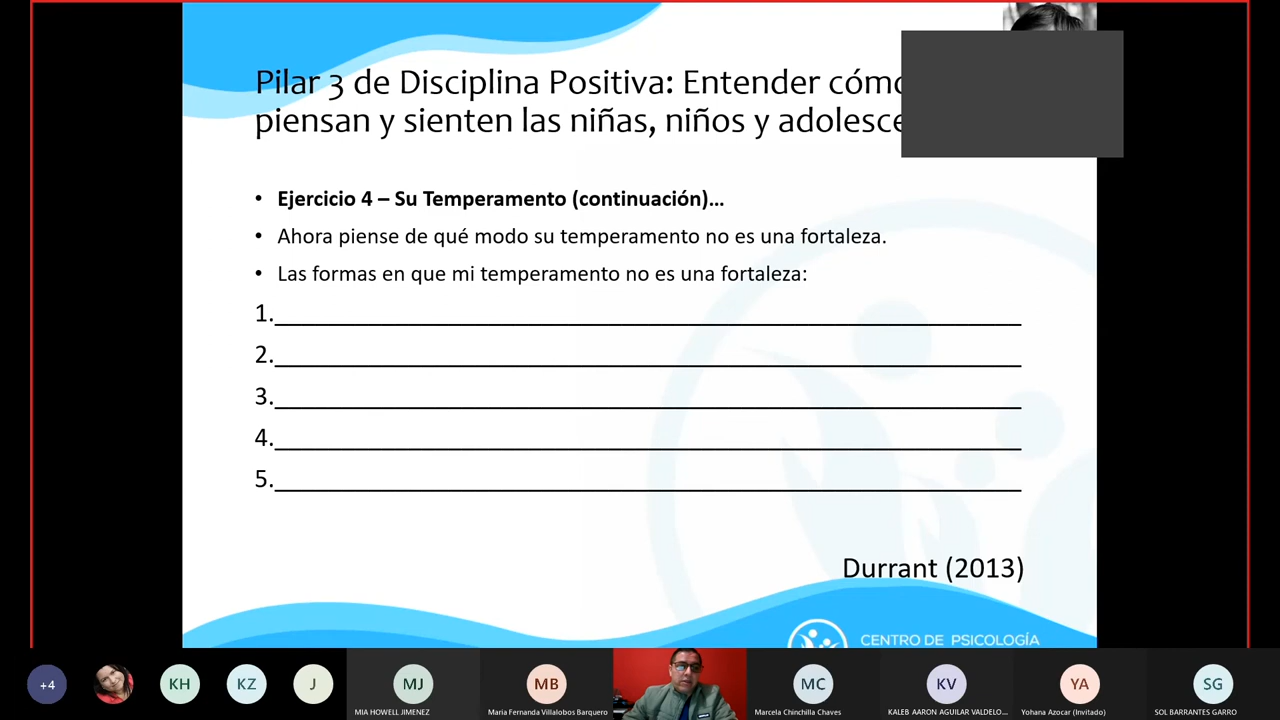 Pilar 3 de Disciplina Positiva: Entender
piensan y sienten las niñas, niños y
• Ejercicio 4 – Su Temperamento (continuación)...
• Ahora piense de qué modo su temperamento no es una fortaleza.
• Las formas en que mi temperamento no es una fortaleza:
1.
2.
3.
4.
5.
Durrant (2013)
CENTRO DE PSICOLOGÍA
+4
KH
KZ
J
MJ
MB
MC
KV
YA
SG
MIA HOWELL JIMENEZ
Maria Fernanda Villalobos Barquero
Marcela Chinchilla Chaves
KALEB AARON AGUILAR VALDELO...
Yohana Azocar (Invitado)
SOL BARRANTES GARRO